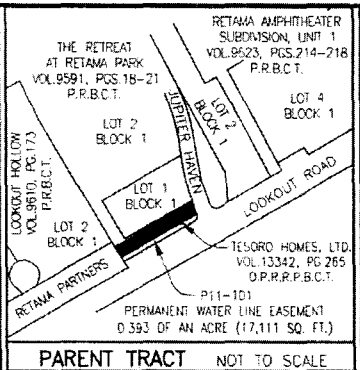 RETAMA AMPHITHEATER
SUBDIVISION, UNIT 1
VOL.9523, PGS.214-218
P.R.B.C.T.
THE RETREAT
AT RETAMA PARK
VOL.9591, PGS.18-21
P.R.B.C.T.
LOT 4
BLOCK 1
JUPITER HAVEN
LOT 2
BLOCK 1
LOT 2
BLOCK 1
LOOKOUT HOLLOW
VOL.9610, PG.173
P.R.B.C.T.
LOT 1
BLOCK 1
LOOKOUT ROAD
LOT 2
BLOCK 1
RETAMA PARTNERS
TESORO HOMES, LTD.
VOL.13342, PG 265
O.P.R.R.P.B.C.T.
P11-101
PERMANENT WATER LINE EASEMENT
0.393 OF AN ACRE (17,111 SQ. FT.)
PARENT TRACT NOT TO SCALE